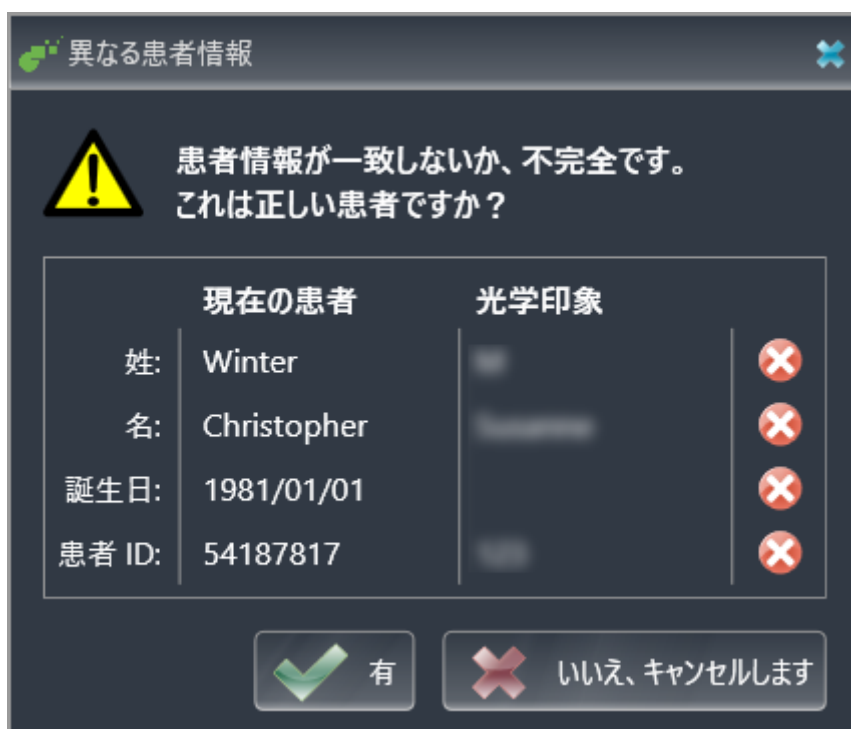 異なる患者情報
患者情報が一致しないか、不完全です。
これは正しい患者ですか？
現在の患者 光学印象
姓: Winter
名: Christopher
誕生日: 1981/01/01
患者 ID: 54187817
有 いいえ、キャンセルします